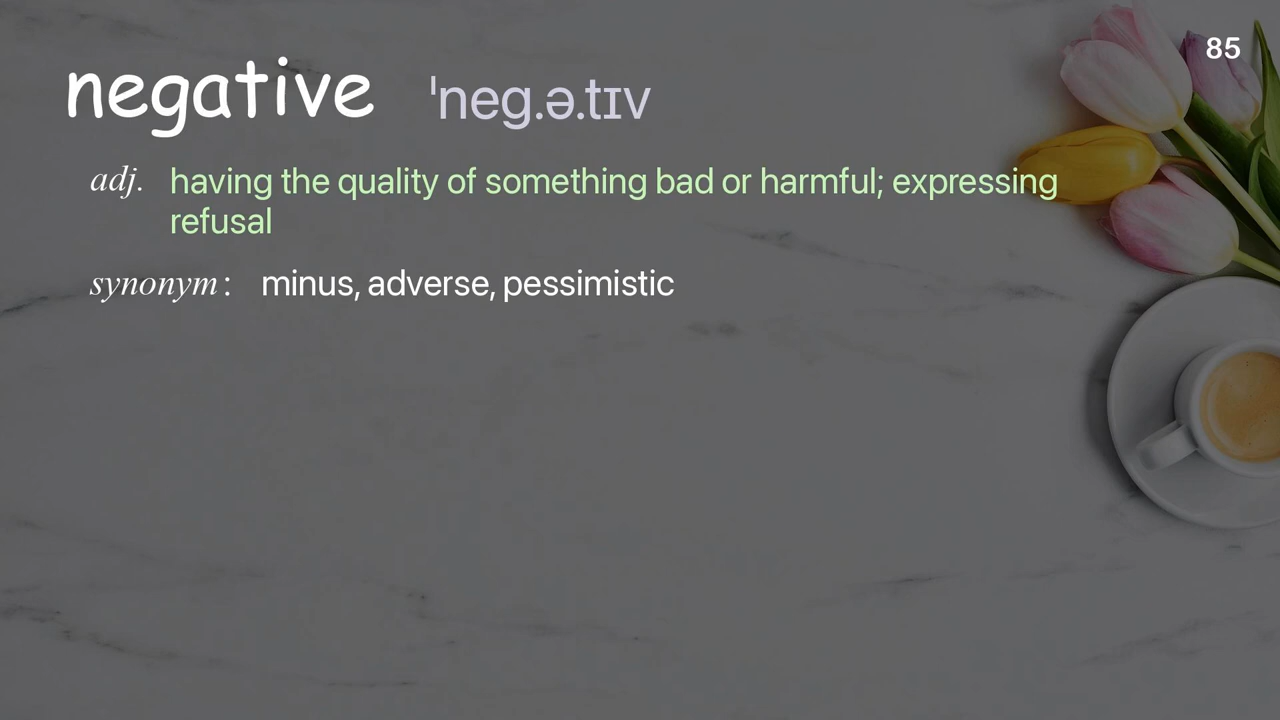 85
negative ˈneg.ə.tɪv
adj. having the quality of something bad or harmful; expressing
refusal
synonym: minus, adverse, pessimistic